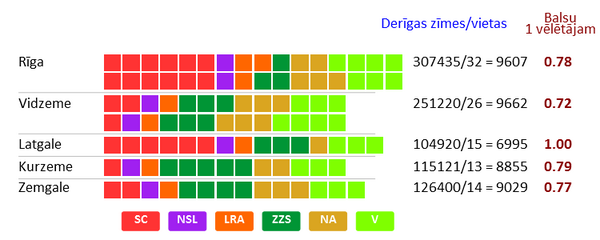 Derīgas zīmes/vietas
Balsu
1 vēlētājam
Rīga 307435/32 = 9607 0.78
Vidzeme 251220/26 = 9662 0.72
Latgale 104920/15 = 6995 1.00
Kurzeme 115121/13 = 8855 0.79
Zemgale 126400/14 = 9029 0.77
SC NSL LRA ZZS NA V